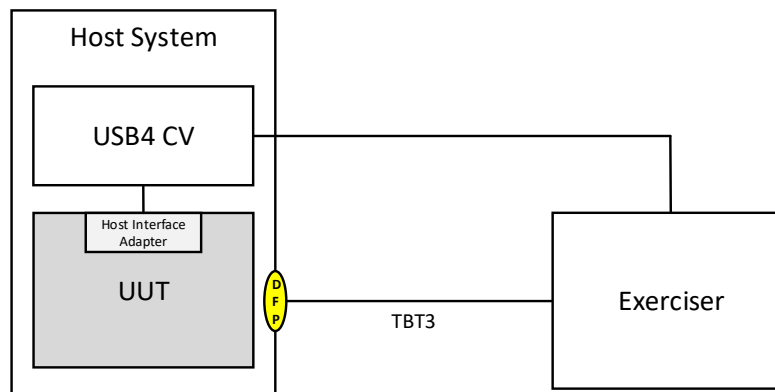 Host System
USB4 CV
Host Interface
Adapter
UUT
D
F
P
TBT3
Exerciser